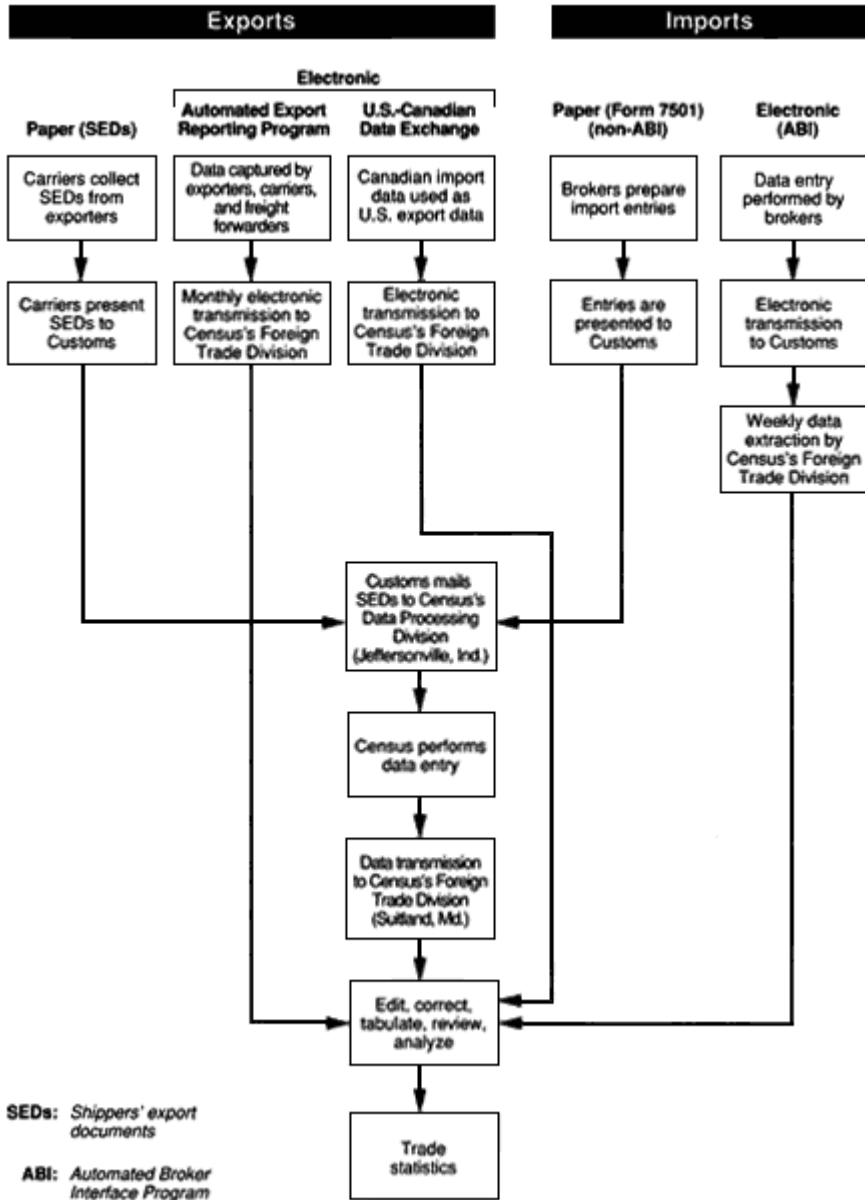 Exports
Imports
Electronic
Paper (SEDs)
Automated Export
Reporting Program
U.S.-Canadian
Data Exchange
Paper (Form 7501)
(non-ABI)
Electronic
(ABI)
Carriers collect
SEDs from
exporters
Data captured by
exporters, carriers,
and freight
forwarders
Canadian import
data used as
U.S. export data
Brokers prepare
import entries
Data entry
performed by
brokers
Carriers present
SEDs to
Customs
Monthly electronic
transmission to
Census's Foreign
Trade Division
Electronic
transmission to
Census's Foreign
Trade Division
Entries are
presented to
Customs
Electronic
transmission
to Customs
Weekly data
extraction by
Census's Foreign
Trade Division
Customs mails
SEDs to Census's
Data Processing
Division
(Jeffersonville, Ind.)
Census performs
data entry
Data transmission
to Census's Foreign
Trade Division
(Suitland, Md.)
Edit, correct,
tabulate, review,
analyze
Trade
statistics
SEDs: Shippers' export
documents
ABI: Automated Broker
Interface Program